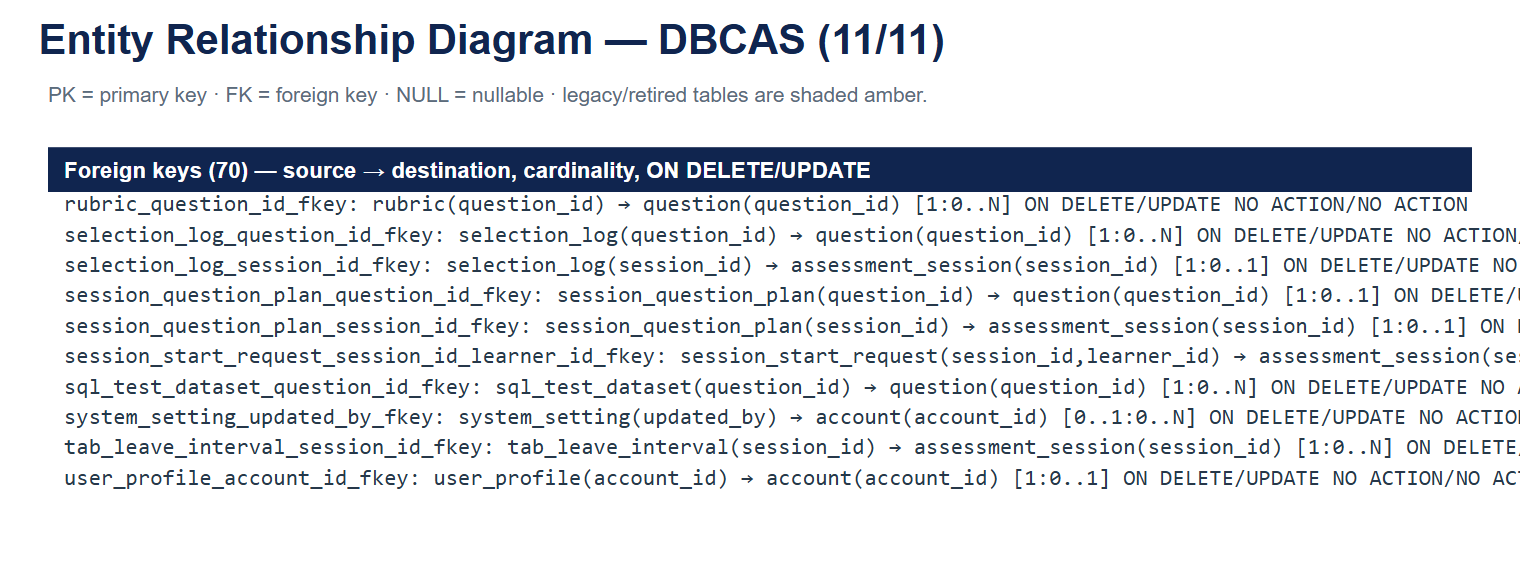 Entity Relationship Diagram — DBCAS (11/11)
PK = primary key · FK = foreign key · NULL = nullable · legacy/retired tables are shaded amber.
Foreign keys (70) — source → destination, cardinality, ON DELETE/UPDATE
rubric_question_id_fkey: rubric(question_id) → question(question_id) [1:0..N] ON DELETE/UPDATE NO ACTION/NO ACTION
selection_log_question_id_fkey: selection_log(question_id) → question(question_id) [1:0..N] ON DELETE/UPDATE NO ACTION/
selection_log_session_id_fkey: selection_log(session_id) → assessment_session(session_id) [1:0..1] ON DELETE/UPDATE NO
session_question_plan_question_id_fkey: session_question_plan(question_id) → question(question_id) [1:0..1] ON DELETE/
session_question_plan_session_id_fkey: session_question_plan(session_id) → assessment_session(session_id) [1:0..1] ON
session_start_request_session_id_learner_id_fkey: session_start_request(session_id,learner_id) → assessment_session(
sql_test_dataset_question_id_fkey: sql_test_dataset(question_id) → question(question_id) [1:0..N] ON DELETE/UPDATE NO
system_setting_updated_by_fkey: system_setting(updated_by) → account(account_id) [0..1:0..N] ON DELETE/UPDATE NO ACTION
tab_leave_interval_session_id_fkey: tab_leave_interval(session_id) → assessment_session(session_id) [1:0..N] ON DELETE/
user_profile_account_id_fkey: user_profile(account_id) → account(account_id) [1:0..1] ON DELETE/UPDATE NO ACTION/NO